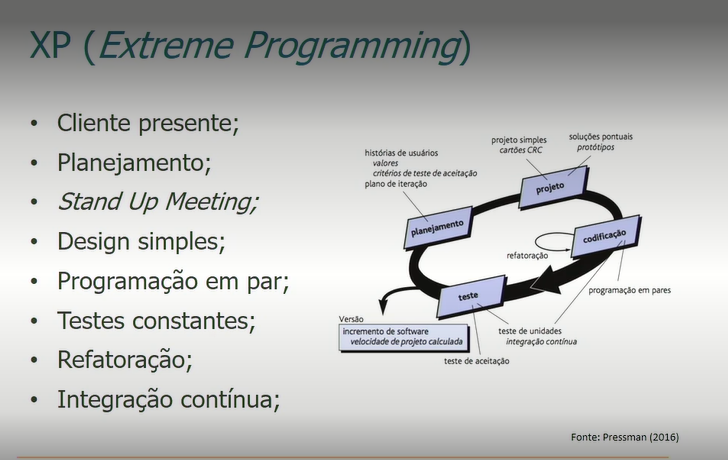 XP (Extreme Programming)
• Cliente presente;
• Planejamento;
• Stand Up Meeting;
• Design simples;
• Programação em par;
• Testes constantes;
• Refatoração;
• Integração contínua;
histórias de usuários
valores
critérios de teste de aceitação
plano de iteração
projeto simples
cartões CRC
soluções pontuais
protótipos
planejamento
projeto
codificação
refatoração
programação em pares
teste
teste de unidades
integração contínua
teste de aceitação
Versão
incremento de software
velocidade de projeto calculada
Fonte: Pressman (2016)